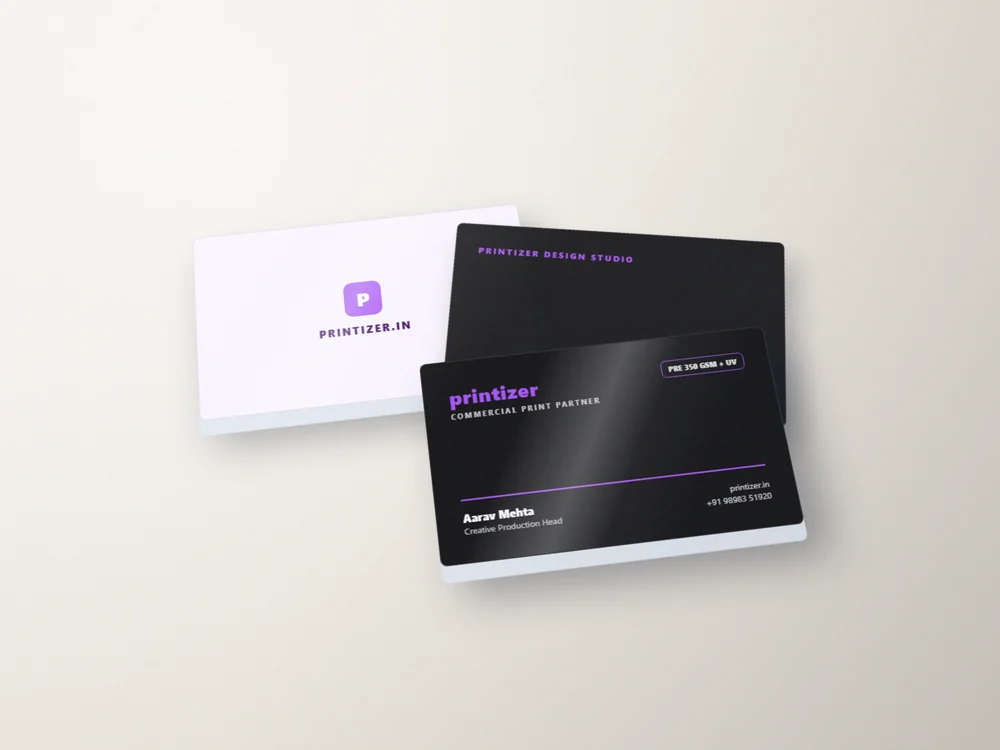 P
PRINTIZER.IN
PRINTIZER DESIGN STUDIO
printizer
COMMERCIAL PRINT PARTNER
PRE 350 GSM + UV
Aarav Mehta
Creative Production Head
printizer.in
+91 98983 51920